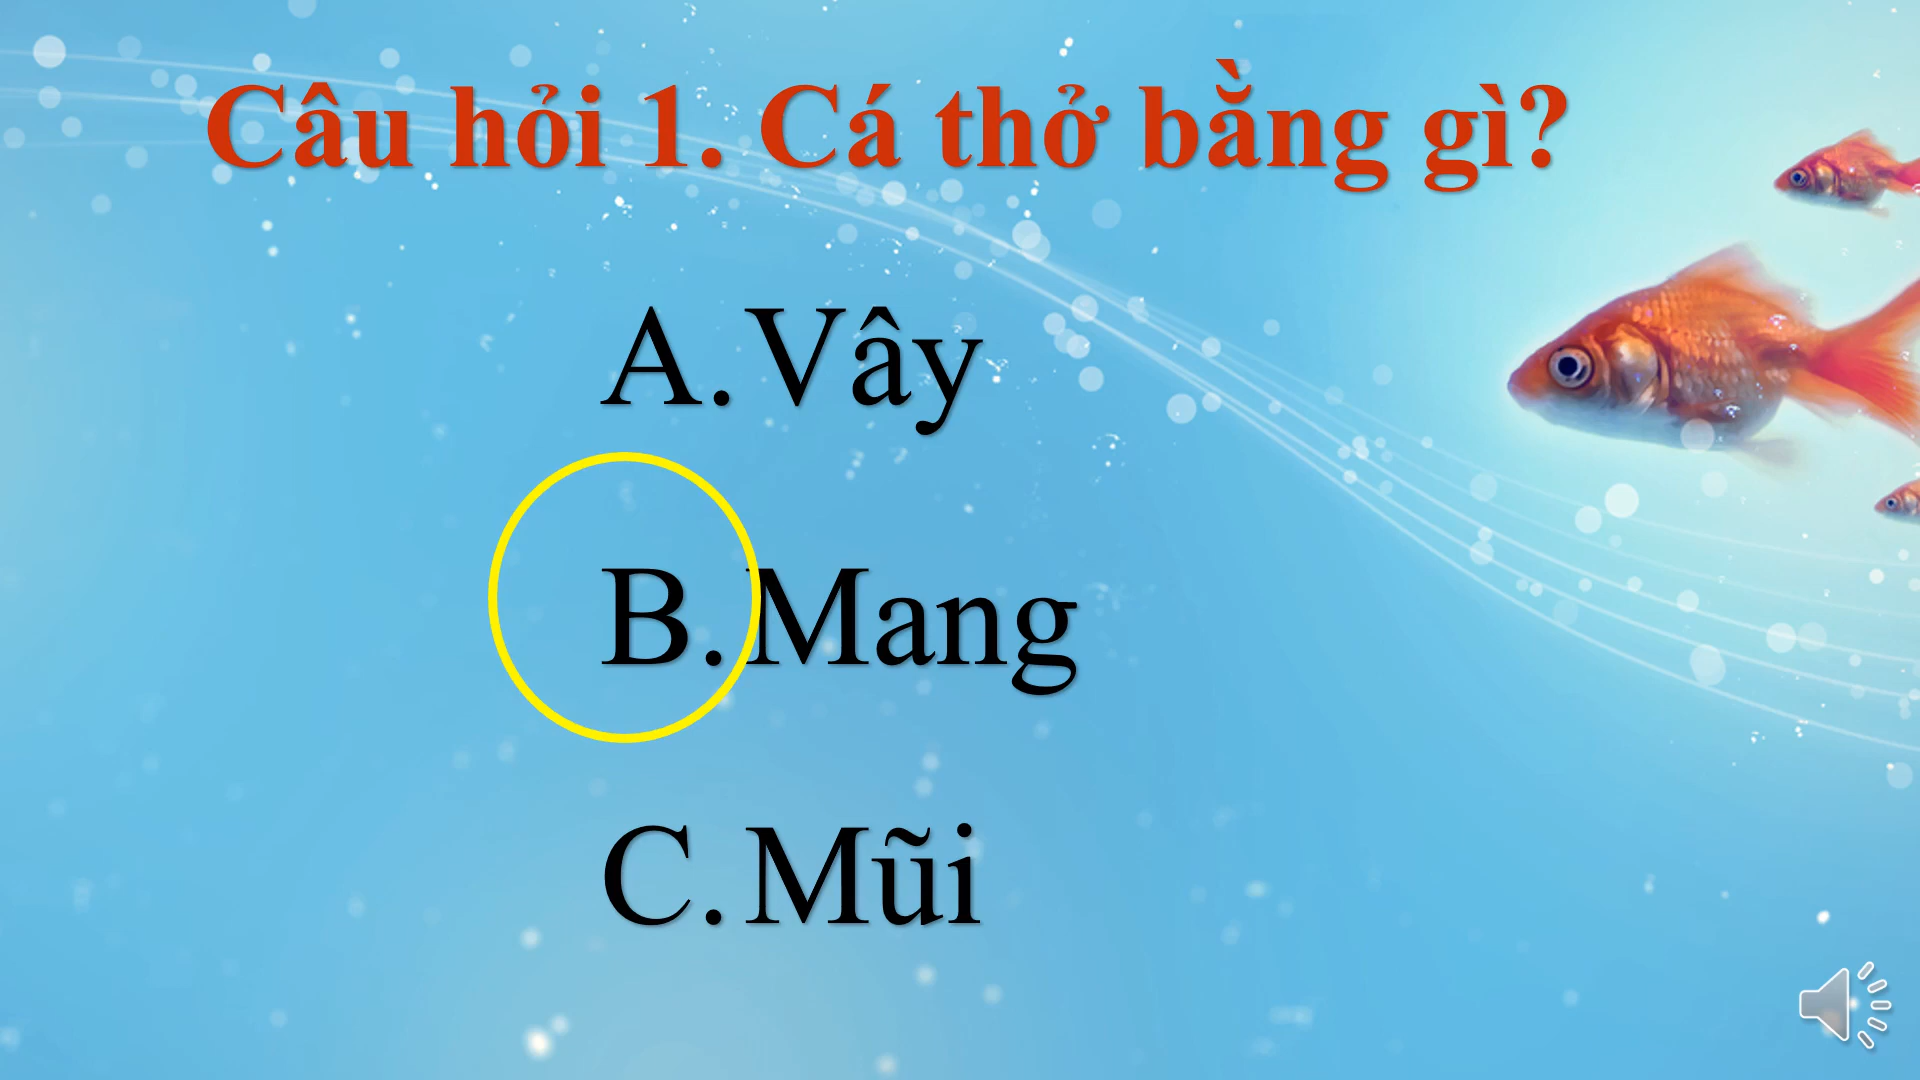 Câu hỏi 1. Cá thở bằng gì?
A. Vây
B. Mang
C. Mũi